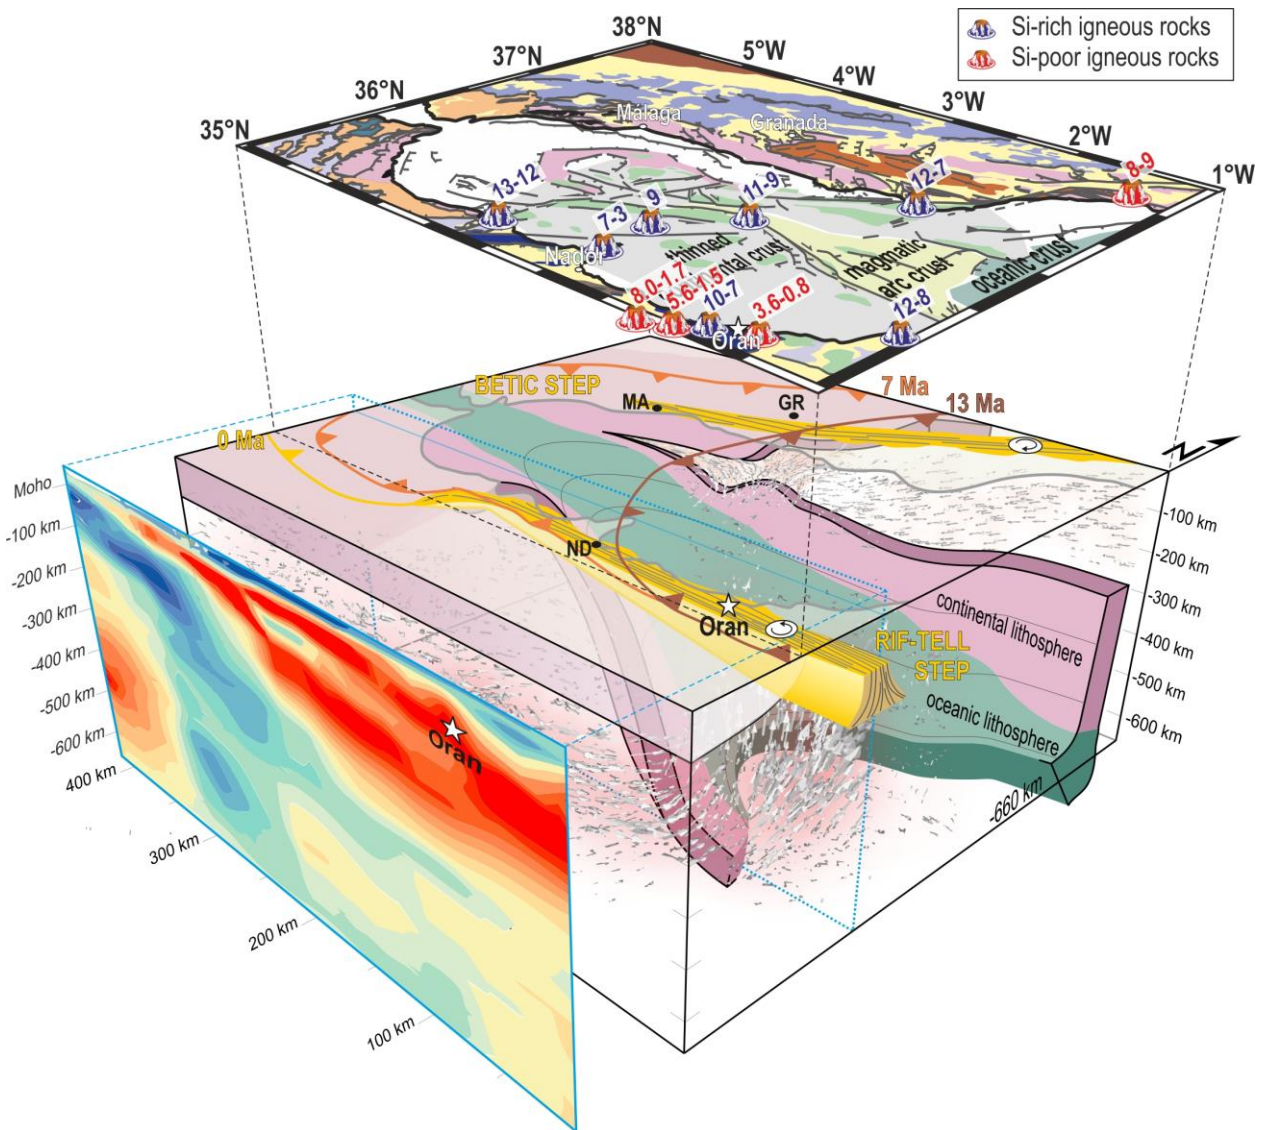 Si-rich igneous rocks
Si-poor igneous rocks
38°N
37°N
36°N
35°N
5°W
4°W
3°W
2°W
1°W
Málaga
Granada
13-12
7-3
9
11-9
12-7
8-9
Nador
thinned
crust
magmatic
arc crust
oceanic crust
8.0-1.7
5.6-1.5
10-7
3.6-0.8
12-8
Oran
BETIC STEP
MA
GR
7 Ma
13 Ma
0 Ma
N
ND
Oran
RIF-TELL
STEP
continental lithosphere
oceanic lithosphere
-100 km
-200 km
-300 km
-400 km
-500 km
-600 km
-660 km
Moho
-100 km
-200 km
-300 km
-400 km
-500 km
-600 km
Oran
400 km
300 km
200 km
100 km